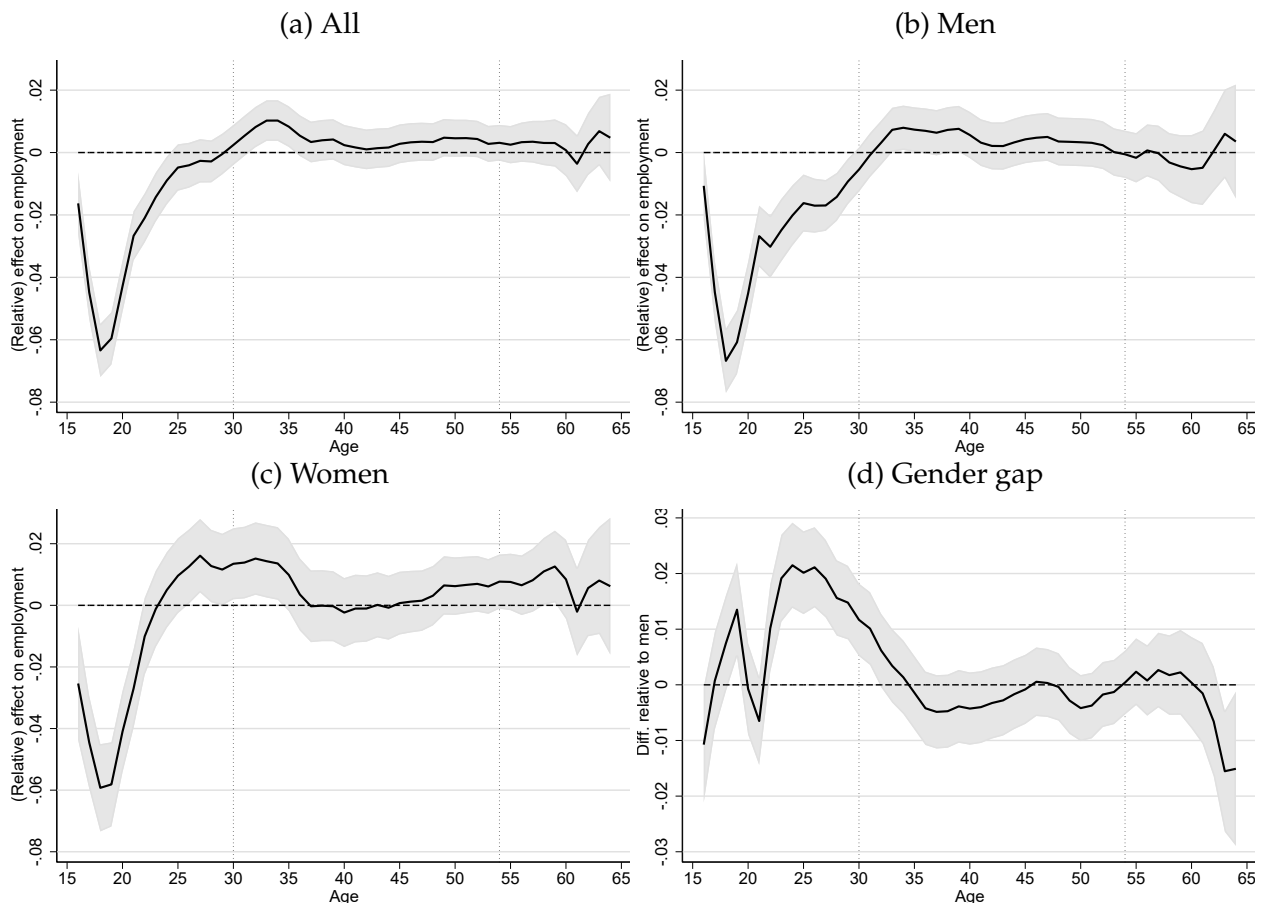 (a) All
(Relative) effect on employment
.02
0
-.02
-.04
-.06
-.08
15 20 25 30 35 40 45 50 55 60 65
Age
(b) Men
(Relative) effect on employment
.02
0
-.02
-.04
-.06
-.08
15 20 25 30 35 40 45 50 55 60 65
Age
(c) Women
(Relative) effect on employment
.02
0
-.02
-.04
-.06
-.08
15 20 25 30 35 40 45 50 55 60 65
Age
(d) Gender gap
Diff. relative to men
.03
.02
.01
0
-.01
-.02
-.03
15 20 25 30 35 40 45 50 55 60 65
Age